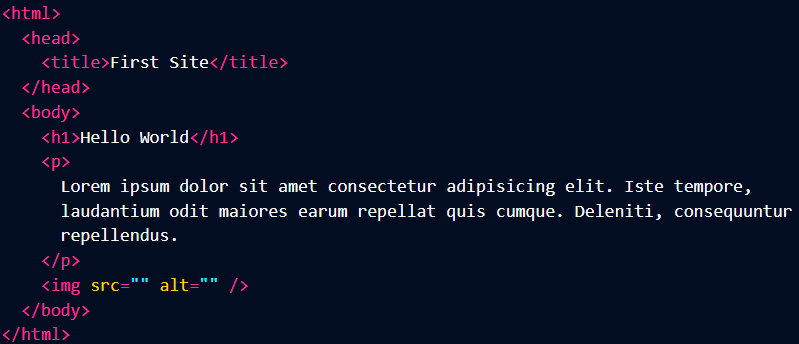 <html>
<head>
<title>First Site</title>
</head>
<body>
<h1>Hello World</h1>
<p>
Lorem ipsum dolor sit amet consectetur adipisicing elit. Iste tempore,
laudantium odit maiores earum repellat quis cumque. Deleniti, consequuntur
repellendus.
</p>
<img src="" alt="" />
</body>
</html>